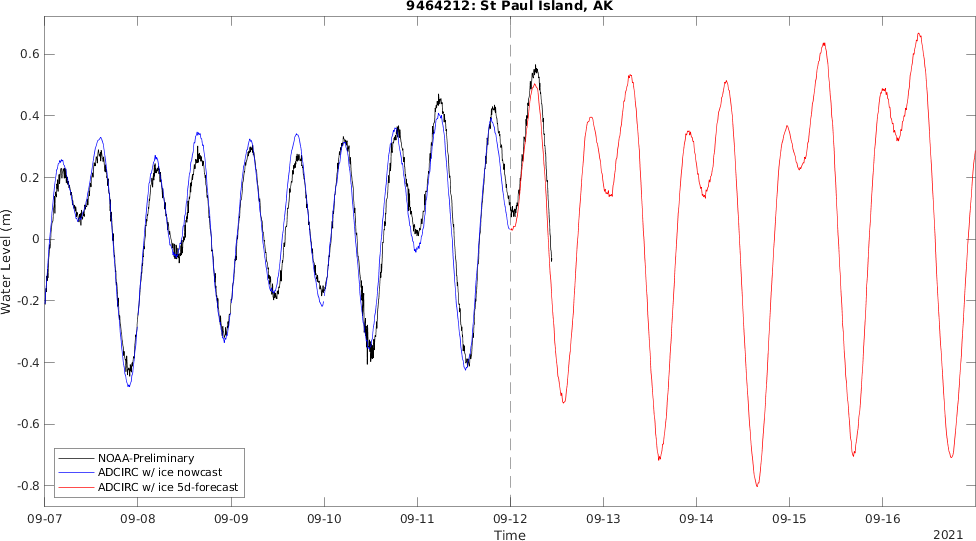 9464212: St Paul Island, AK
Water Level (m)
0.6
0.4
0.2
0
-0.2
-0.4
-0.6
-0.8
NOAA-Preliminary
ADCIRC w/ ice nowcast
ADCIRC w/ ice 5d-forecast
09-07 09-08 09-09 09-10 09-11 09-12 09-13 09-14 09-15 09-16
Time
2021